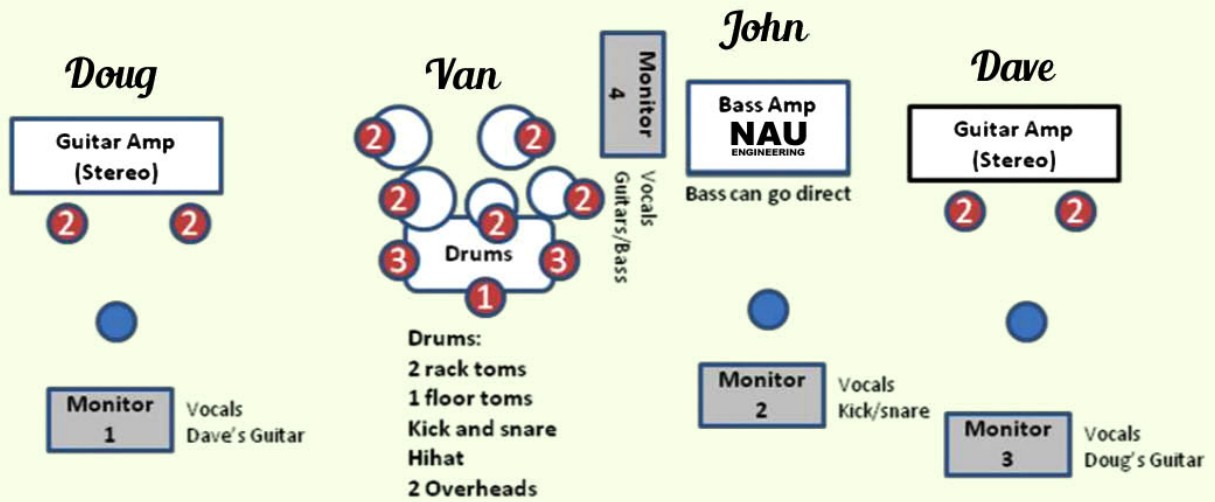 Doug
Van
John
Dave
Guitar Amp
(Stereo)
2
2
2
2
2
2
2
Drums
3
3
1
Drums:
2 rack toms
1 floor toms
Kick and snare
Hihat
2 Overheads
Monitor
4
Vocals
Guitars/Bass
Bass Amp
NAU
ENGINEERING
Bass can go direct
Guitar Amp
(Stereo)
2
2
Monitor
1
Vocals
Dave's Guitar
Monitor
2
Vocals
Kick/snare
Monitor
3
Vocals
Doug's Guitar